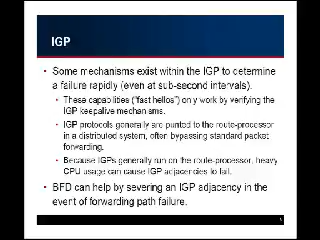 IGP
• Some mechanisms exist within the IGP to determine
a failure rapidly (even at sub-second intervals).
• These capabilities ("fast hellos") only work by verifying the
IGP keepalive mechanisms.
• IGP protocols generally are punted to the route-processor
in a distributed system, often bypassing standard packet
forwarding.
• Because IGPs generally run on the route-processor, heavy
CPU usage can cause IGP adjacencies to fail.
• BFD can help by severing an IGP adjacency in the
event of forwarding path failure.